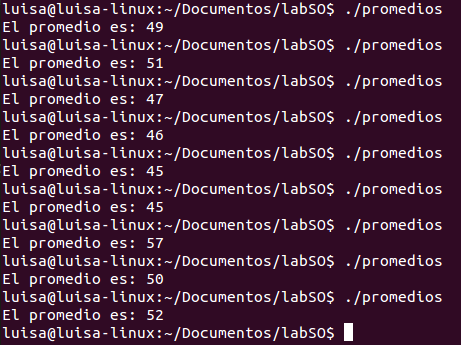 luisa@luisa-linux:~/Documentos/labSO$ ./promedios
El promedio es: 49
luisa@luisa-linux:~/Documentos/labSO$ ./promedios
El promedio es: 51
luisa@luisa-linux:~/Documentos/labSO$ ./promedios
El promedio es: 47
luisa@luisa-linux:~/Documentos/labSO$ ./promedios
El promedio es: 46
luisa@luisa-linux:~/Documentos/labSO$ ./promedios
El promedio es: 45
luisa@luisa-linux:~/Documentos/labSO$ ./promedios
El promedio es: 45
luisa@luisa-linux:~/Documentos/labSO$ ./promedios
El promedio es: 57
luisa@luisa-linux:~/Documentos/labSO$ ./promedios
El promedio es: 50
luisa@luisa-linux:~/Documentos/labSO$ ./promedios
El promedio es: 52
luisa@luisa-linux:~/Documentos/labSO$